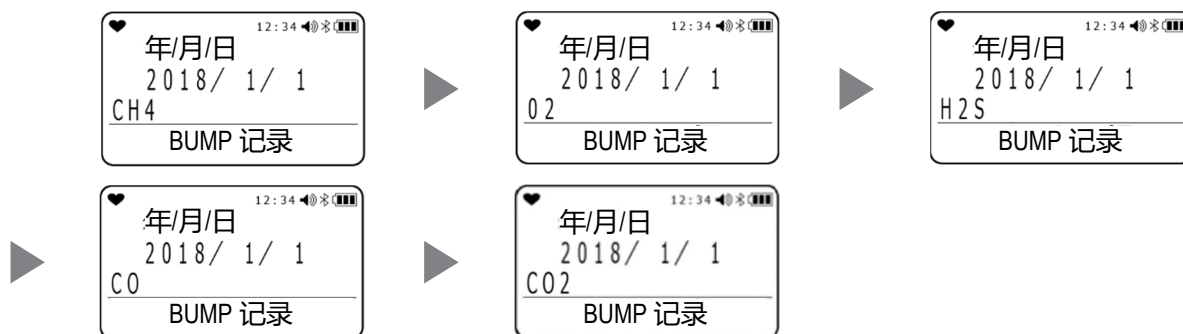 12:34
年/月/日
2018/ 1/ 1
CH4
BUMP 记录
12:34
年/月/日
2018/ 1/ 1
O2
BUMP 记录
12:34
年/月/日
2018/ 1/ 1
H2S
BUMP 记录
12:34
年/月/日
2018/ 1/ 1
CO
BUMP 记录
12:34
年/月/日
2018/ 1/ 1
CO2
BUMP 记录